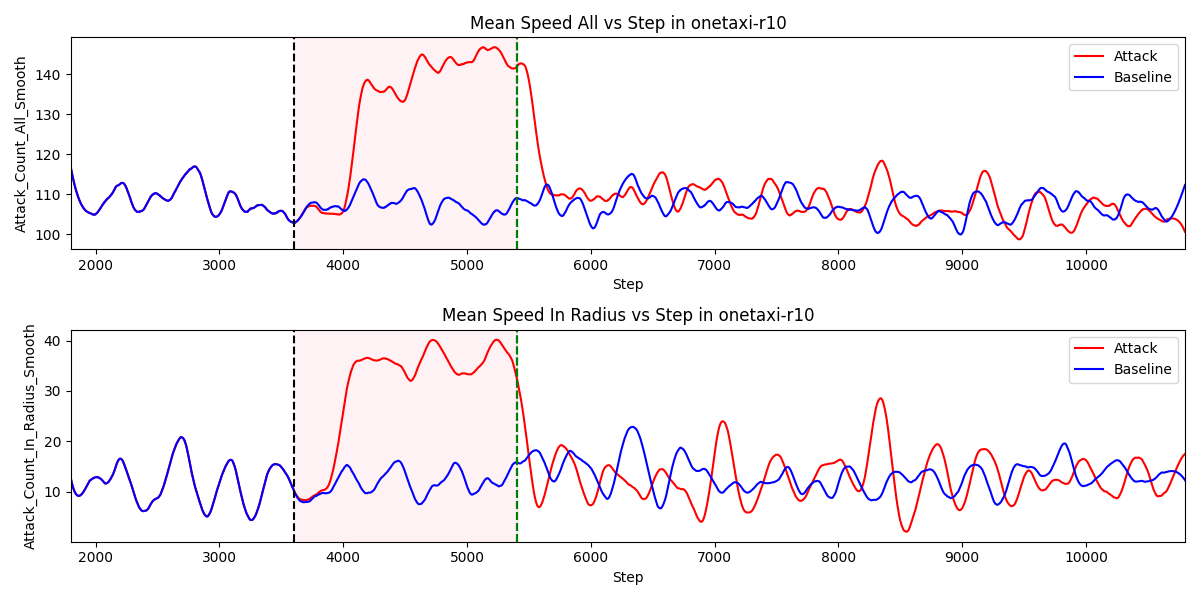 Mean Speed All vs Step in onetaxi-r10
Attack_Count_All_Smooth
140
130
120
110
100
Attack
Baseline
2000 3000 4000 5000 6000 7000 8000 9000 10000
Step
Mean Speed In Radius vs Step in onetaxi-r10
Attack_Count_In_Radius_Smooth
40
30
20
10
Attack
Baseline
2000 3000 4000 5000 6000 7000 8000 9000 10000
Step